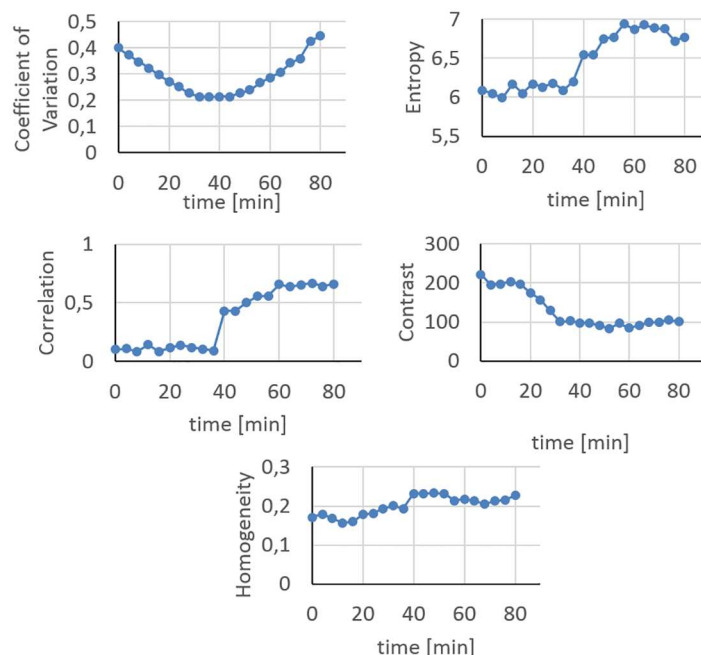 Coefficient of
Variation
0,5
0,4
0,3
0,2
0,1
0
0 20 40 60 80
time [min]
Entropy
7
6,5
6
5,5
0 20 40 60 80
time [min]
Correlation
1
0,5
0
0 20 40 60 80
time [min]
Contrast
300
200
100
0
0 20 40 60 80
time [min]
Homogeneity
0,3
0,2
0,1
0
0 20 40 60 80
time [min]